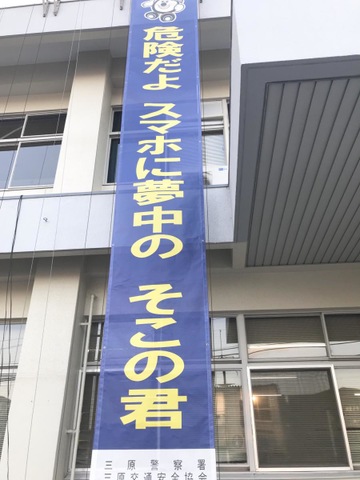 危険だよ スマホに夢中の そこの君
三原警察署
三原交通安全協会